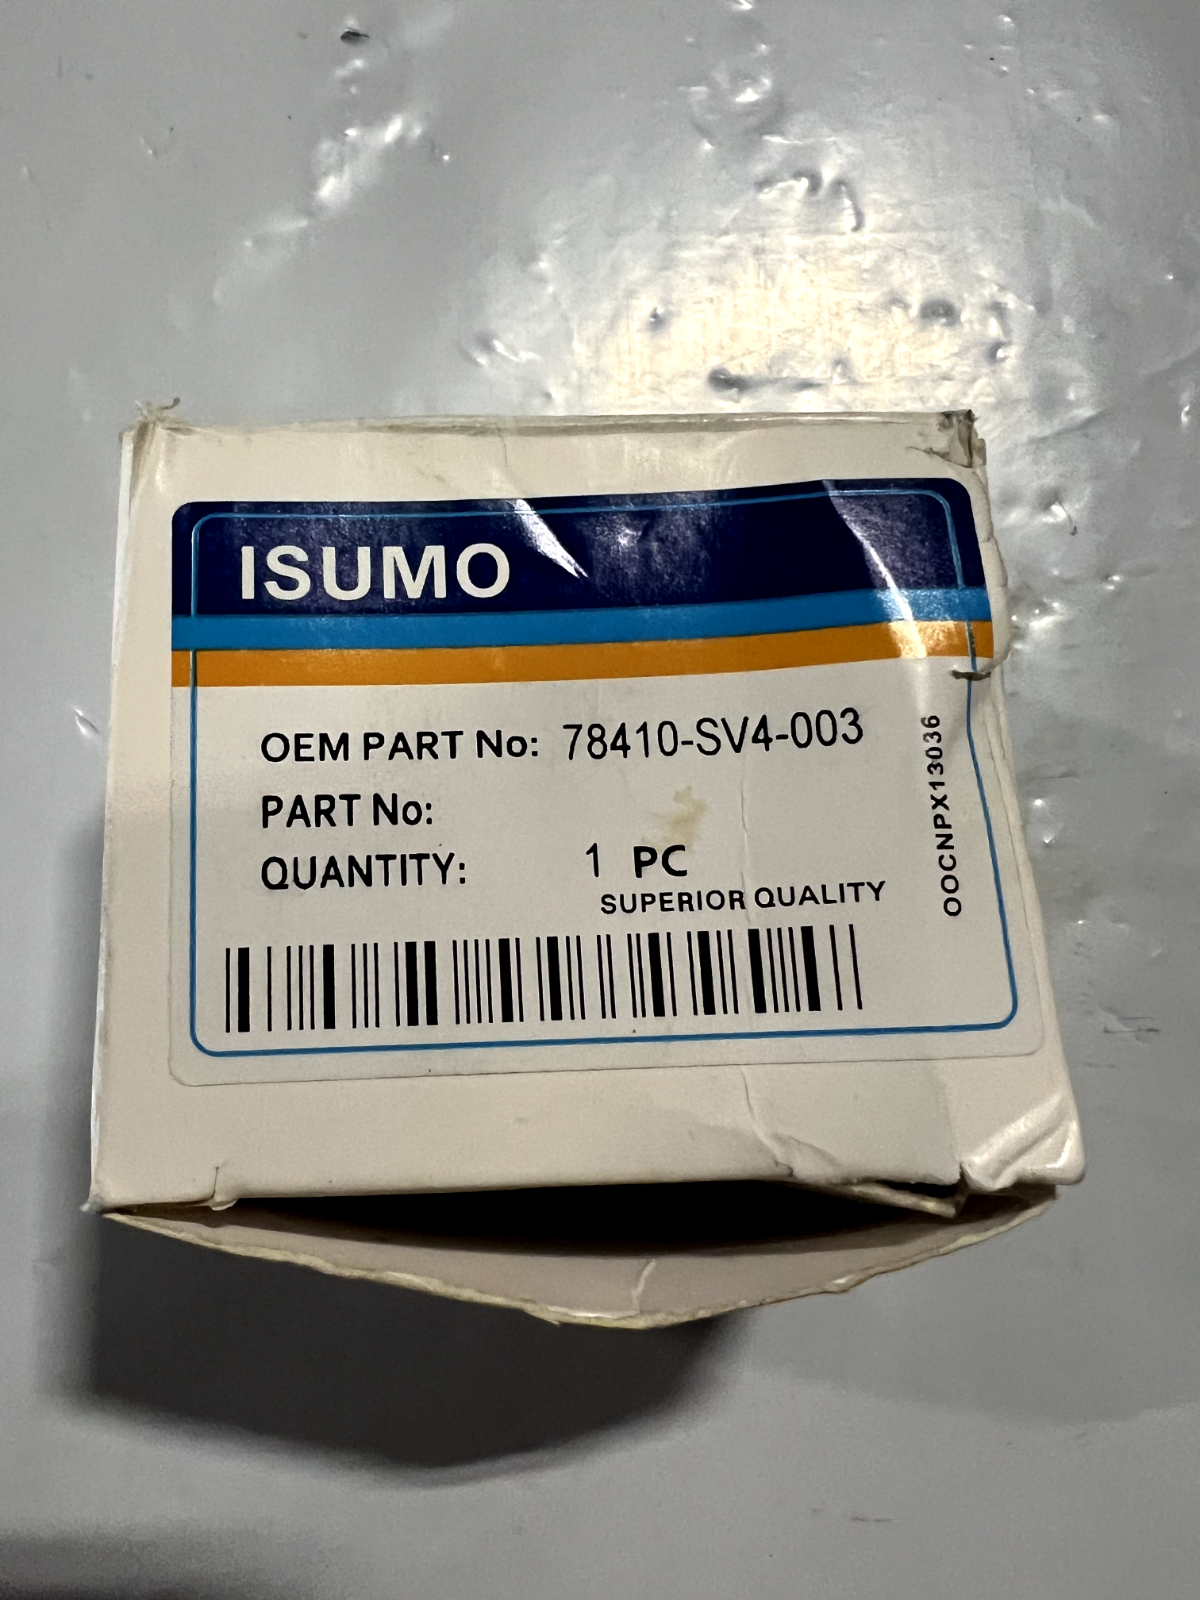 ISUMO
OEM PART No: 78410-SV4-003
PART No:
QUANTITY: 1 PC
SUPERIOR QUALITY
OOCNPX13036